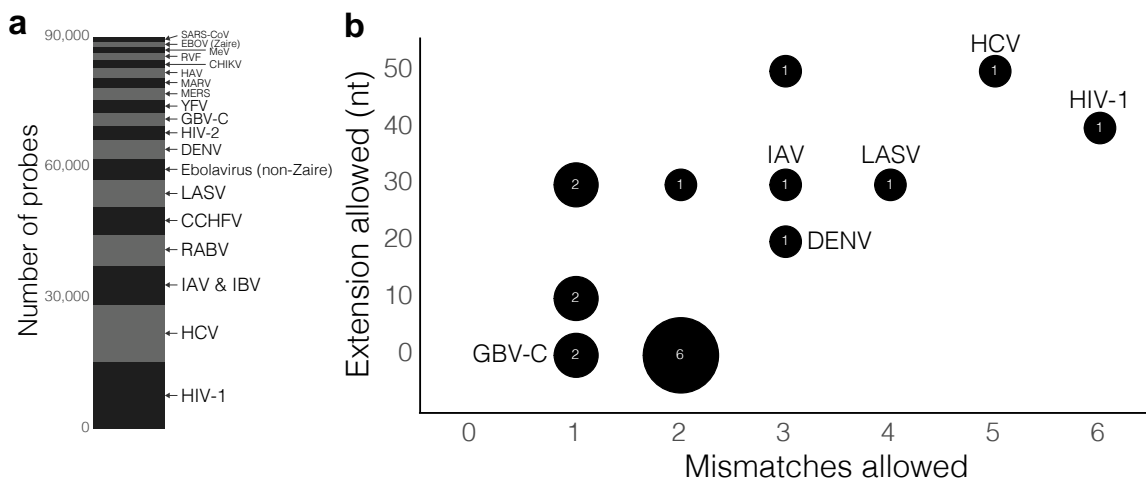 a
90,000
60,000
30,000
0
Number of probes
SARS-CoV
EBOV (Zaire)
MeV
RVF
CHIKV
HAV
MARV
MERS
YFV
GBV-C
HIV-2
DENV
Ebolavirus (non-Zaire)
LASV
CCHFV
RABV
IAV & IBV
HCV
HIV-1
b
Extension allowed (nt)
50
40
30
20
10
0
HCV
1
1
HIV-1
1
IAV
LASV
2
1
1
1
1
DENV
2
GBV-C
2
6
0
1
2
3
4
5
6
Mismatches allowed